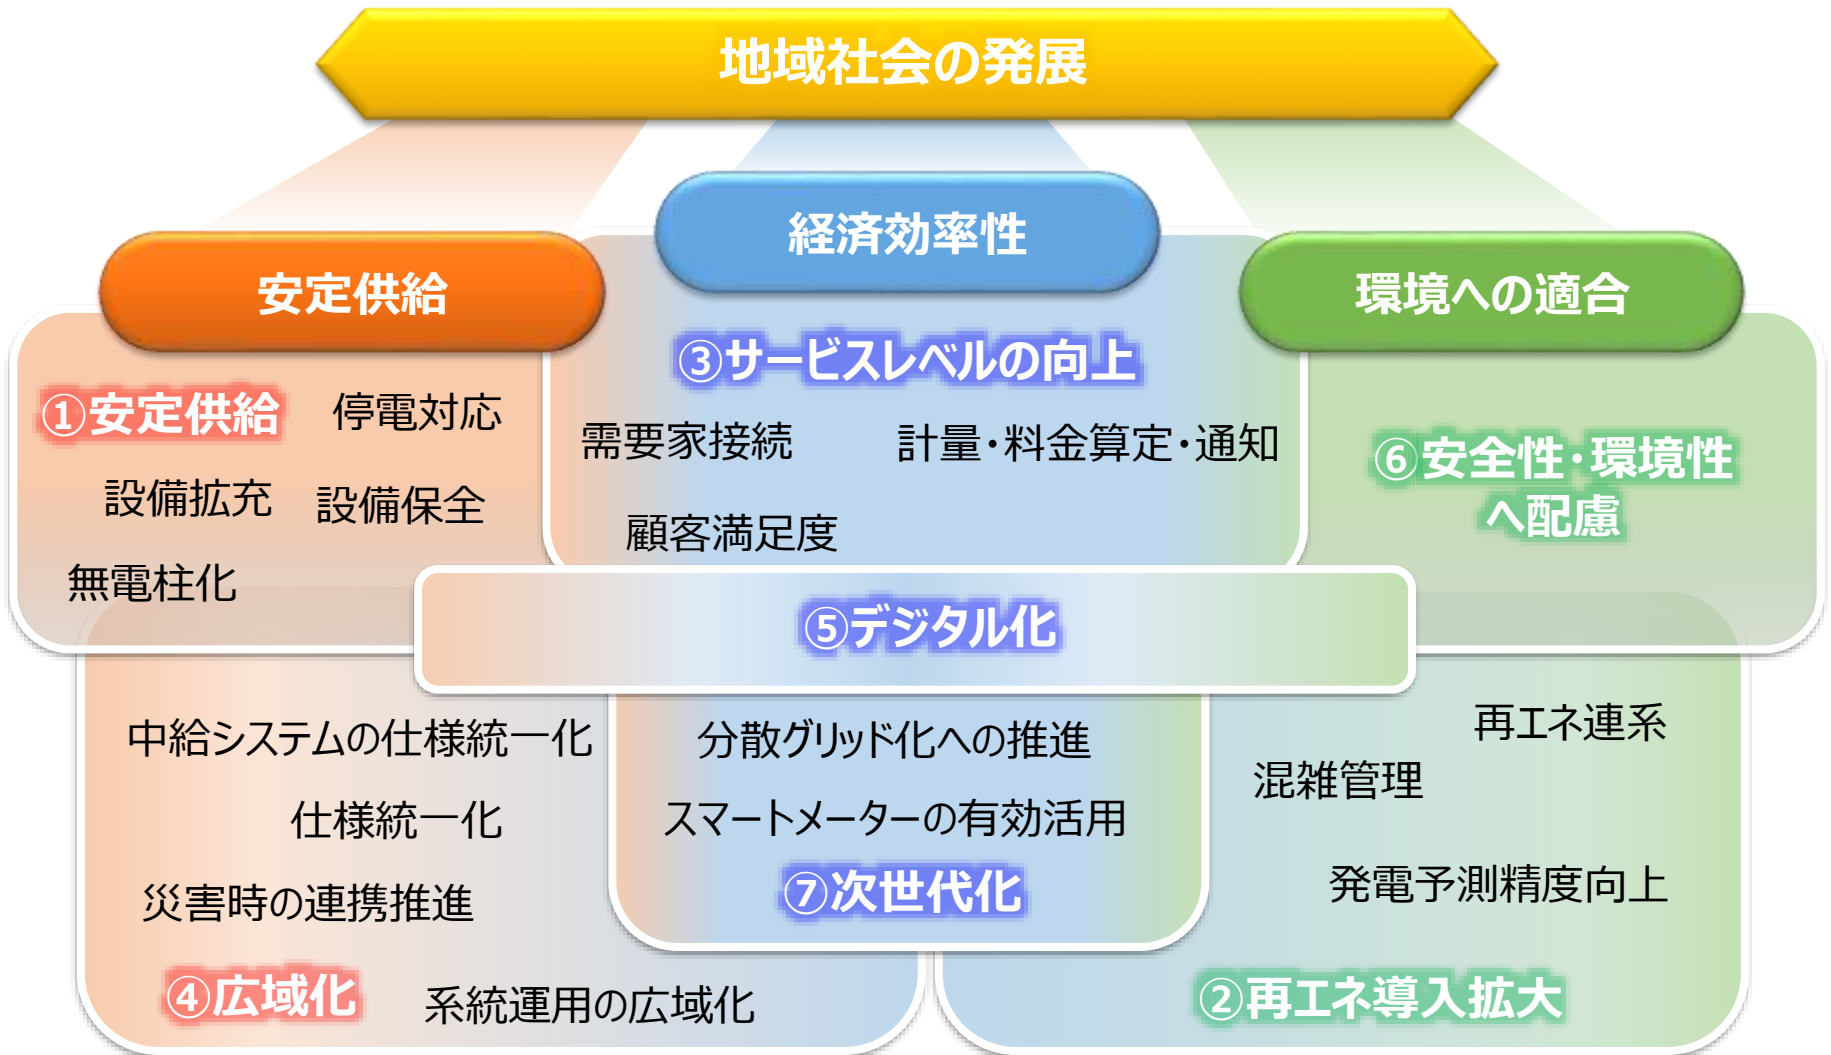 地域社会の発展
経済効率性
安定供給
環境への適合
①安定供給
停電対応
設備拡充
設備保全
無電柱化
③サービスレベルの向上
需要家接続
計量・料金算定・通知
顧客満足度
⑥安全性・環境性
へ配慮
⑤デジタル化
中給システムの仕様統一化
仕様統一化
災害時の連携推進
④広域化
系統運用の広域化
分散グリッド化への推進
スマートメーターの有効活用
⑦次世代化
再エネ連系
混雑管理
発電予測精度向上
②再エネ導入拡大